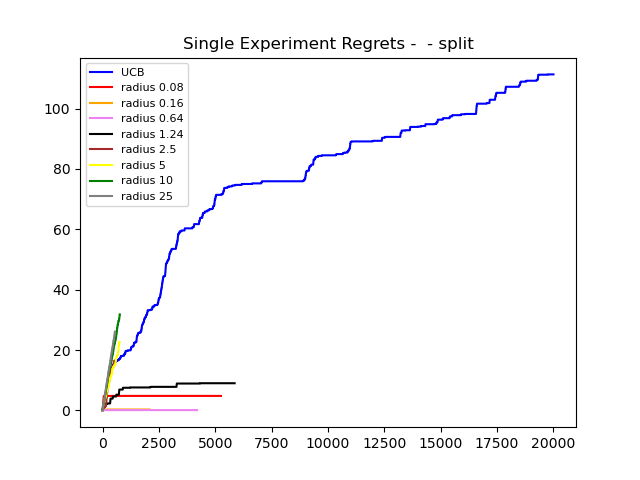 Single Experiment Regrets -  - split
UCB
radius 0.08
radius 0.16
radius 0.64
radius 1.24
radius 2.5
radius 5
radius 10
radius 25
100
80
60
40
20
0
0 2500 5000 7500 10000 12500 15000 17500 20000